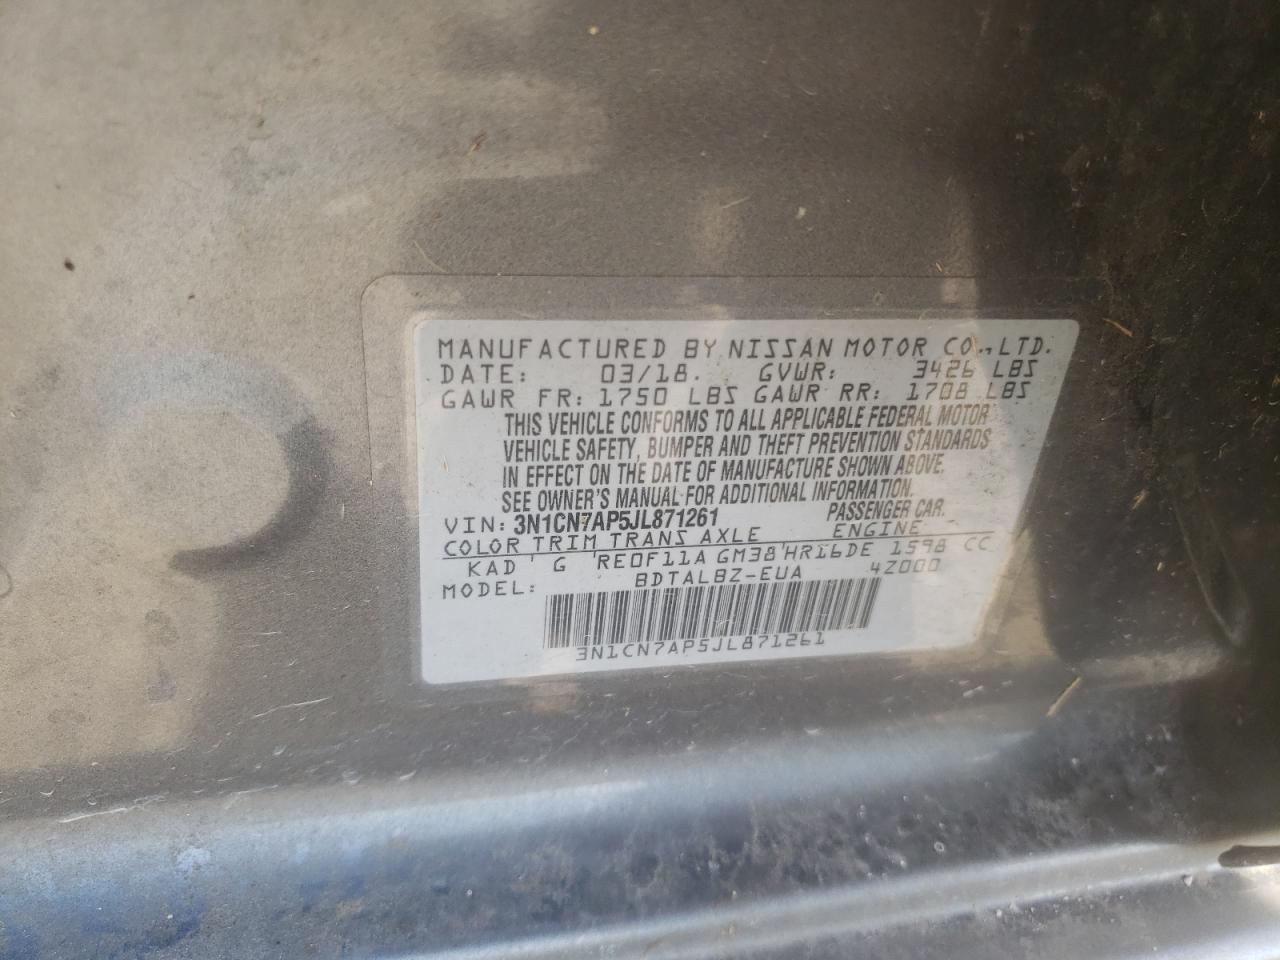 MANUFACTURED BY NISSAN MOTOR CO.,LTD.
DATE: 03/18. GVWR: 3426 LBS
GAWR FR: 1750 LBS GAWR RR: 1708 LBS
THIS VEHICLE CONFORMS TO ALL APPLICABLE FEDERAL MOTOR
VEHICLE SAFETY, BUMPER AND THEFT PREVENTION STANDARDS
IN EFFECT ON THE DATE OF MANUFACTURE SHOWN ABOVE.
SEE OWNER'S MANUAL FOR ADDITIONAL INFORMATION.
VIN: 3N1CN7AP5JL871261 PASSENGER CAR.
COLOR TRIM TRANS AXLE ENGINE
KAD G RE0F11A GM38 HR16DE 1598 CC
MODEL: BDTALBZ-EUA 4Z000
3N1CN7AP5JL871261